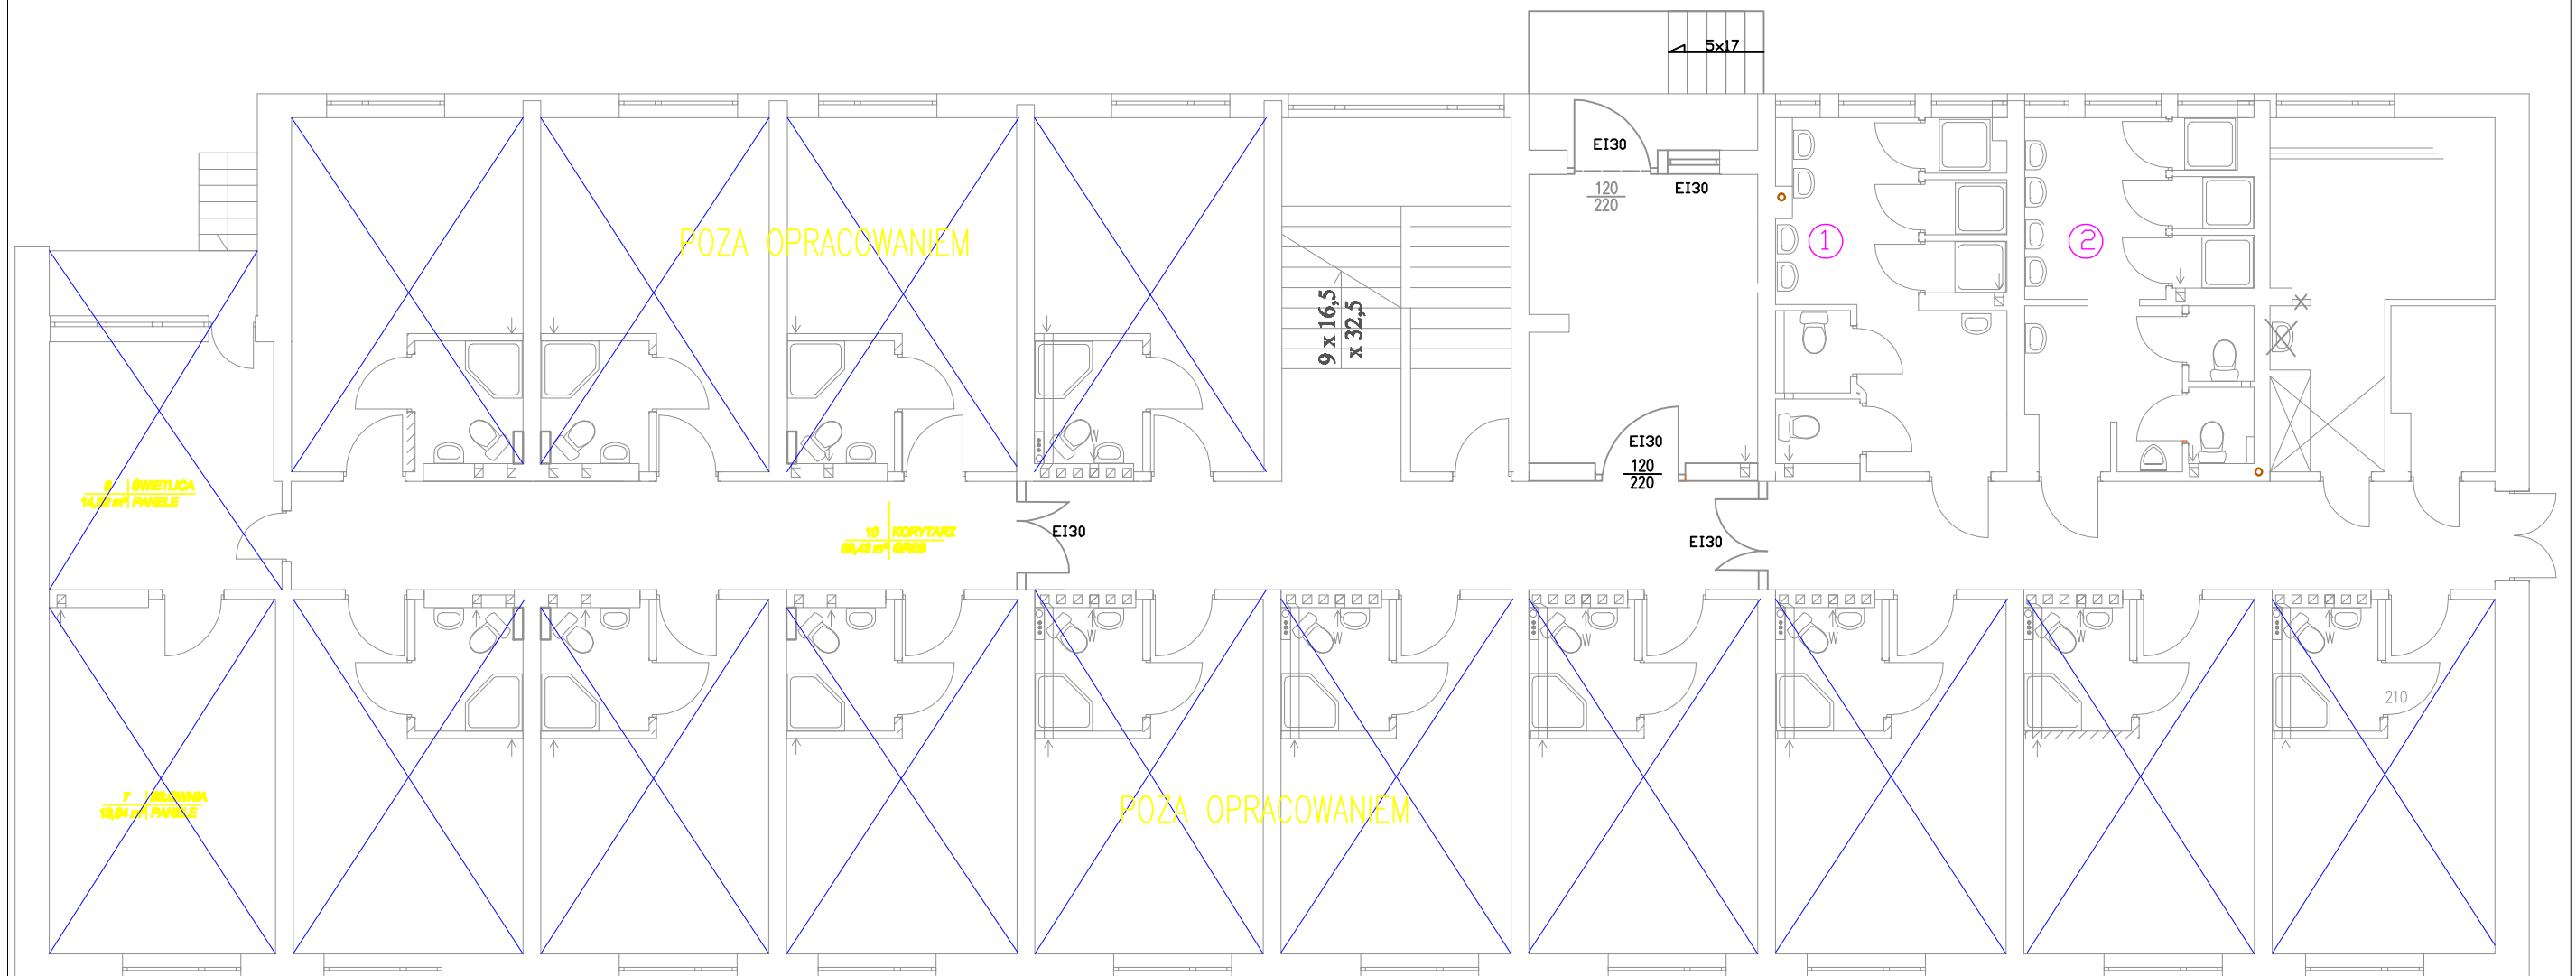 5x17
EI30
EI30
120
220
1
2
POZA OPRACOWANIEM
9 x 16,5
x 32,5
EI30
120
220
W
ŚWIETLICA
PANELE
10 KORYTARZ
EI30
EI30
W
W
W
W
W
W
210
7
PANELE
POZA OPRACOWANIEM